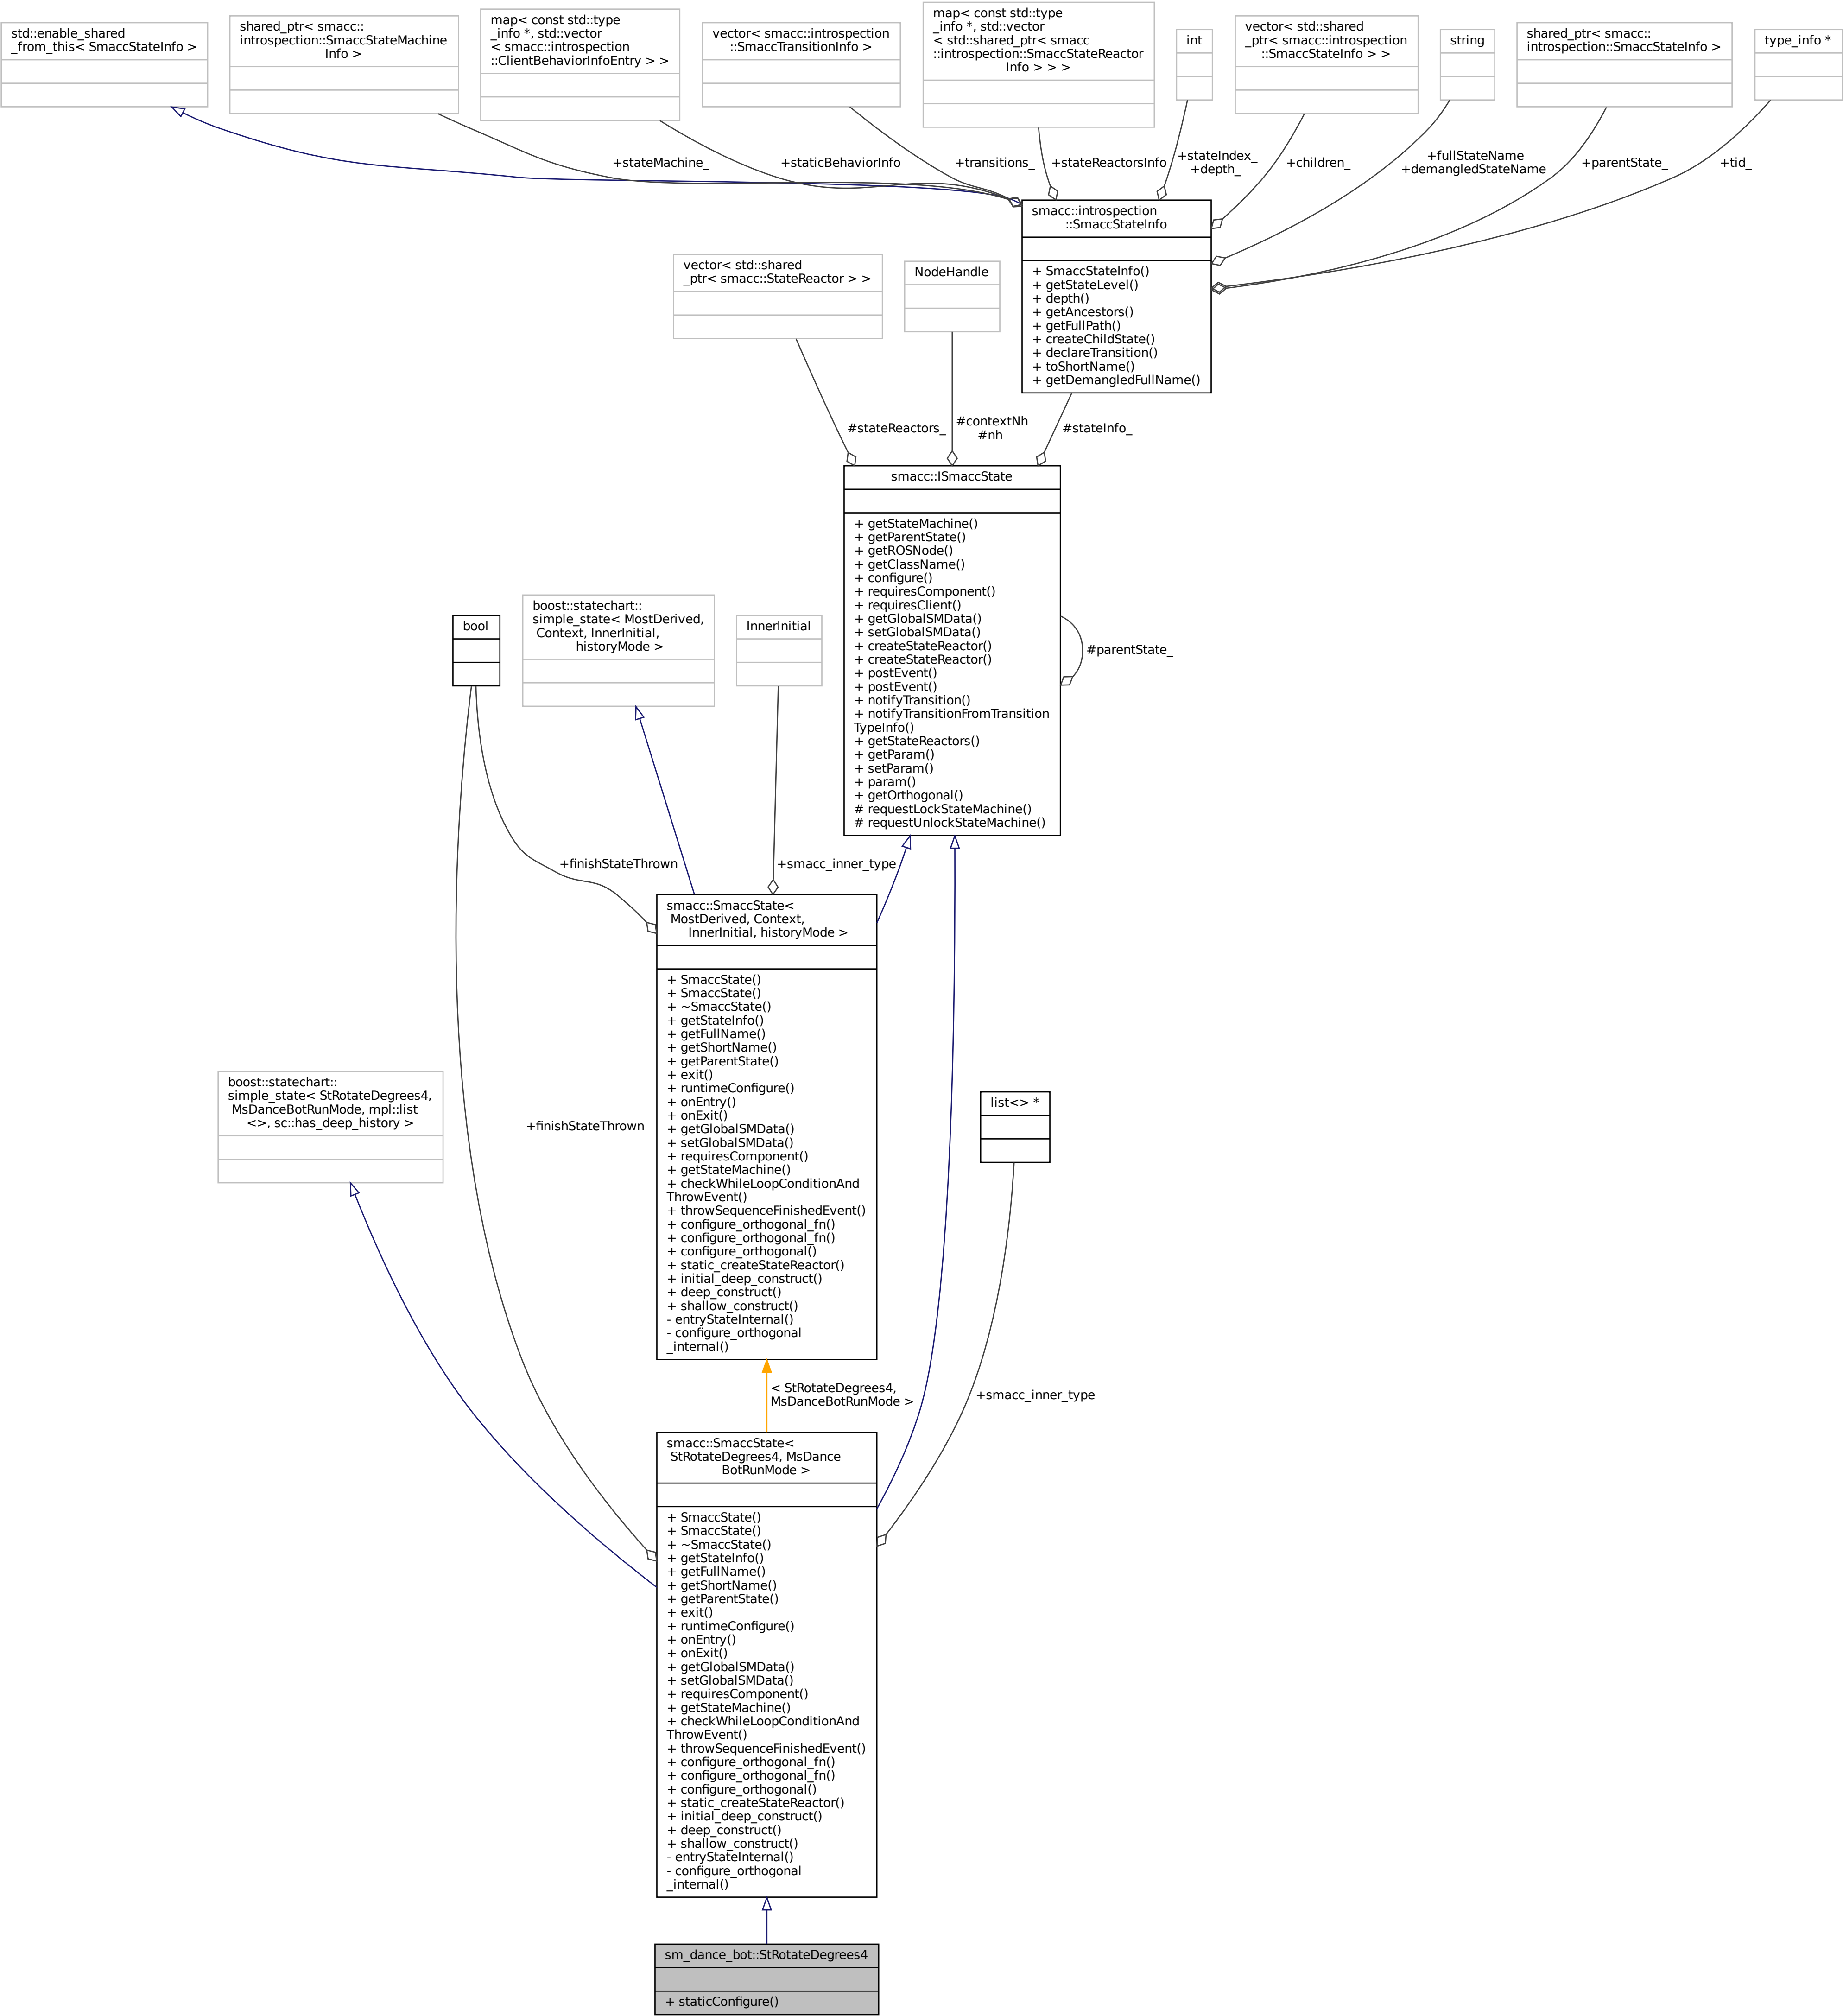 std::enable_shared
_from_this< SmaccStateInfo >
shared_ptr< smacc::
introspection::SmaccStateMachine
Info >
map< const std::type
_info *, std::vector
< smacc::introspection
::ClientBehaviorInfoEntry > >
vector< smacc::introspection
::SmaccTransitionInfo >
map< const std::type
_info *, std::vector
< std::shared_ptr< smacc
::introspection::SmaccStateReactor
Info > > >
int
vector< std::shared
_ptr< smacc::introspection
::SmaccStateInfo > >
string
shared_ptr< smacc::
introspection::SmaccStateInfo >
type_info *
+stateMachine_
+staticBehaviorInfo
+transitions_
+stateReactorsInfo
+stateIndex_
+depth_
+children_
+fullStateName
+demangledStateName
+parentState_
+tid_
smacc::introspection
::SmaccStateInfo
+ SmaccStateInfo()
+ getStateLevel()
+ depth()
+ getAncestors()
+ getFullPath()
+ createChildState()
+ declareTransition()
+ toShortName()
+ getDemangledFullName()
vector< std::shared
_ptr< smacc::StateReactor > >
NodeHandle
#stateReactors_
#contextNh
#nh
#stateInfo_
smacc::ISmaccState
+ getStateMachine()
+ getParentState()
+ getROSNode()
+ getClassName()
+ configure()
+ requiresComponent()
+ requiresClient()
+ getGlobalSMData()
+ setGlobalSMData()
+ createStateReactor()
+ createStateReactor()
+ postEvent()
+ postEvent()
+ notifyTransition()
+ notifyTransitionFromTransition
TypeInfo()
+ getStateReactors()
+ getParam()
+ setParam()
+ param()
+ getOrthogonal()
# requestLockStateMachine()
# requestUnlockStateMachine()
#parentState_
bool
boost::statechart::
simple_state< MostDerived,
Context, InnerInitial,
historyMode >
InnerInitial
+finishStateThrown
+smacc_inner_type
smacc::SmaccState<
MostDerived, Context,
InnerInitial, historyMode >
+ SmaccState()
+ SmaccState()
+ ~SmaccState()
+ getStateInfo()
+ getFullName()
+ getShortName()
+ getParentState()
+ exit()
+ runtimeConfigure()
+ onEntry()
+ onExit()
+ getGlobalSMData()
+ setGlobalSMData()
+ requiresComponent()
+ getStateMachine()
+ checkWhileLoopConditionAnd
ThrowEvent()
+ throwSequenceFinishedEvent()
+ configure_orthogonal_fn()
+ configure_orthogonal_fn()
+ configure_orthogonal()
+ static_createStateReactor()
+ initial_deep_construct()
+ deep_construct()
+ shallow_construct()
- entryStateInternal()
- configure_orthogonal
_internal()
boost::statechart::
simple_state< StRotateDegrees4,
MsDanceBotRunMode, mpl::list
<>, sc::has_deep_history >
+finishStateThrown
list<> *
< StRotateDegrees4,
MsDanceBotRunMode >
+smacc_inner_type
smacc::SmaccState<
StRotateDegrees4, MsDance
BotRunMode >
+ SmaccState()
+ SmaccState()
+ ~SmaccState()
+ getStateInfo()
+ getFullName()
+ getShortName()
+ getParentState()
+ exit()
+ runtimeConfigure()
+ onEntry()
+ onExit()
+ getGlobalSMData()
+ setGlobalSMData()
+ requiresComponent()
+ getStateMachine()
+ checkWhileLoopConditionAnd
ThrowEvent()
+ throwSequenceFinishedEvent()
+ configure_orthogonal_fn()
+ configure_orthogonal_fn()
+ configure_orthogonal()
+ static_createStateReactor()
+ initial_deep_construct()
+ deep_construct()
+ shallow_construct()
- entryStateInternal()
- configure_orthogonal
_internal()
sm_dance_bot::StRotateDegrees4
+ staticConfigure()